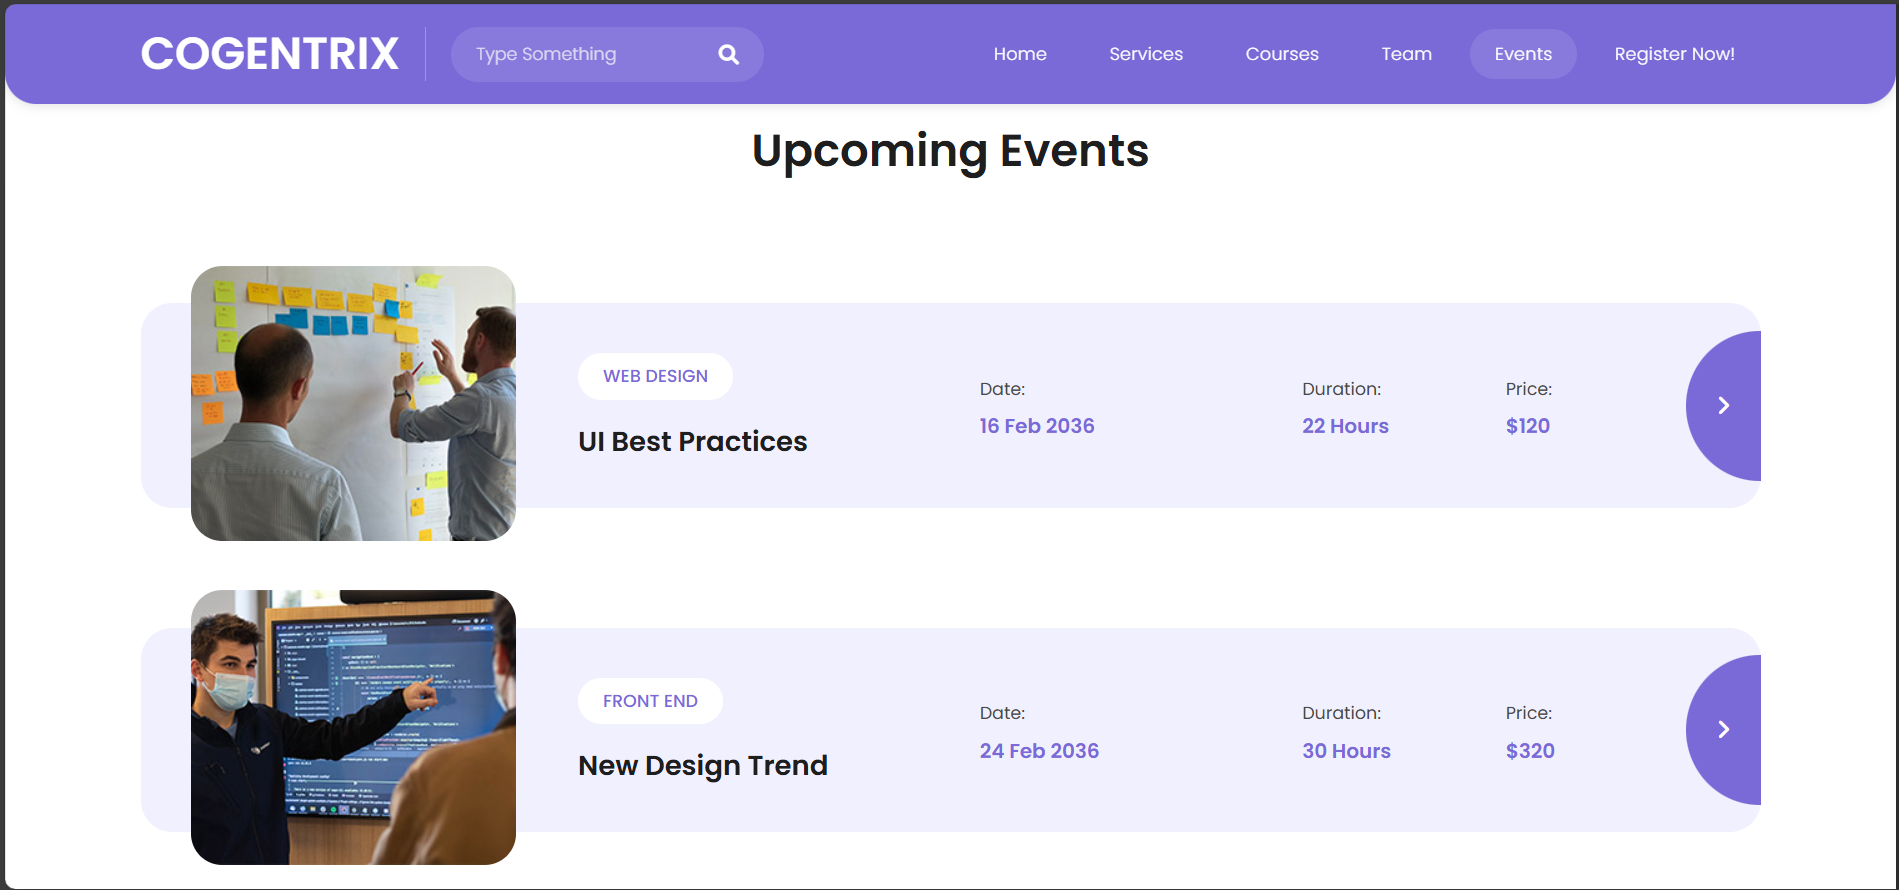 COGENTRIX
Type Something
Home
Services
Courses
Team
Events
Register Now!
Upcoming Events
WEB DESIGN
UI Best Practices
Date:
16 Feb 2036
Duration:
22 Hours
Price:
$120
FRONT END
New Design Trend
Date:
24 Feb 2036
Duration:
30 Hours
Price:
$320